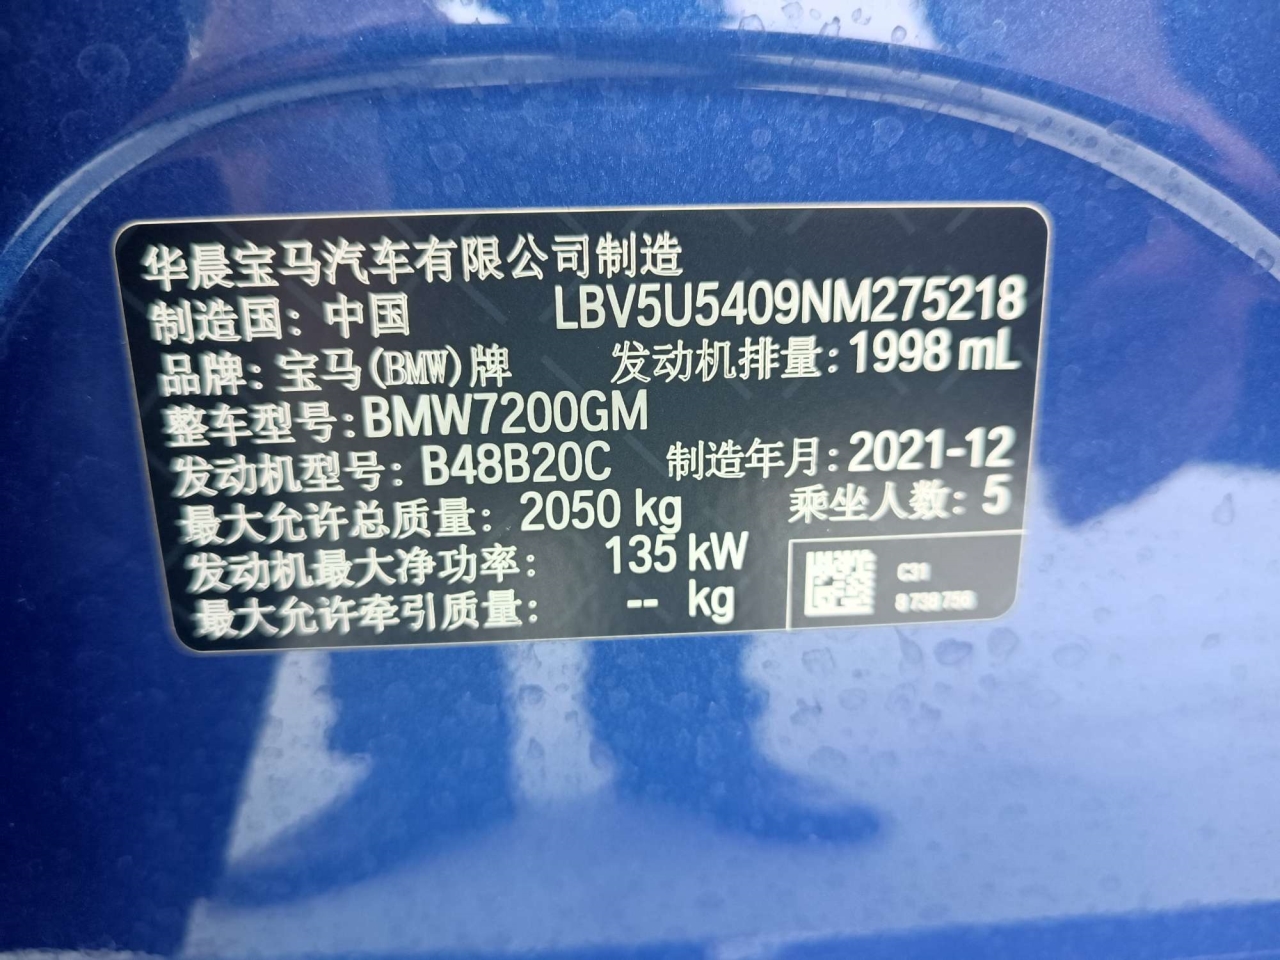 华晨宝马汽车有限公司制造
制造国：中国 LBV5U5409NM275218
品牌：宝马(BMW)牌 发动机排量：1998 mL
整车型号：BMW7200GM
发动机型号：B48B20C 制造年月：2021-12
最大允许总质量：2050 kg 乘坐人数：5
发动机最大净功率：135 kW
最大允许牵引质量：-- kg
C31